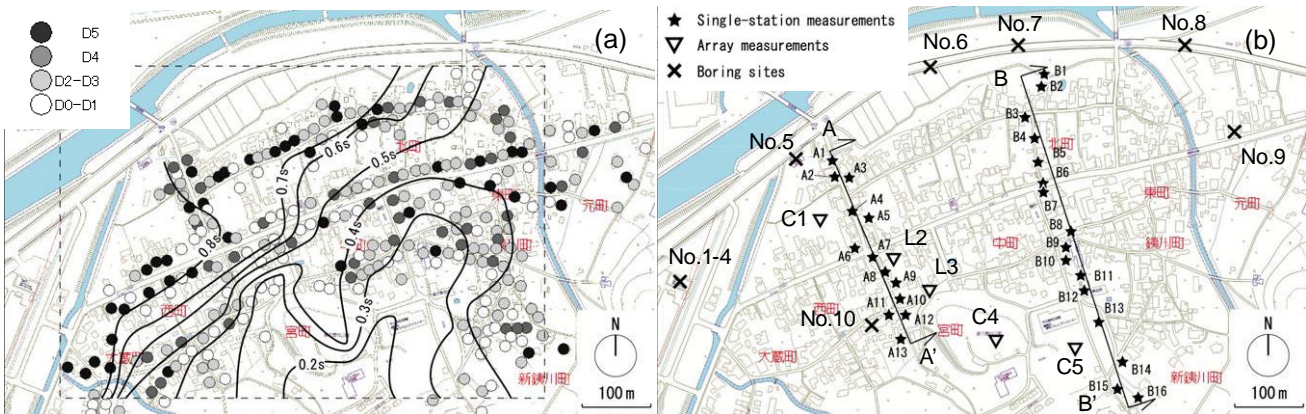 D5
D4
D2-D3
D0-D1
(a)
0.6s
0.5s
0.7s
0.8s
0.4s
0.3s
0.2s
北町
東町
元町
西町
宮町
大蔵町
新銕川町
N
100 m
★ Single-station measurements
▽ Array measurements
× Boring sites
(b)
No.7
No.8
No.6
No.5
No.9
No.1-4
No.10
B
B1
B2
B3
B4
B5
B6
B7
B8
B9
B10
B11
B12
B13
B14
B15
B16
B'
A
A1
A2
A3
A4
A5
A6
A7
A8
A9
A10
A11
A12
A13
A'
C1
L2
L3
C4
C5
北町
東町
元町
中町
銕川町
西町
宮町
大蔵町
新銕川町
N
100 m